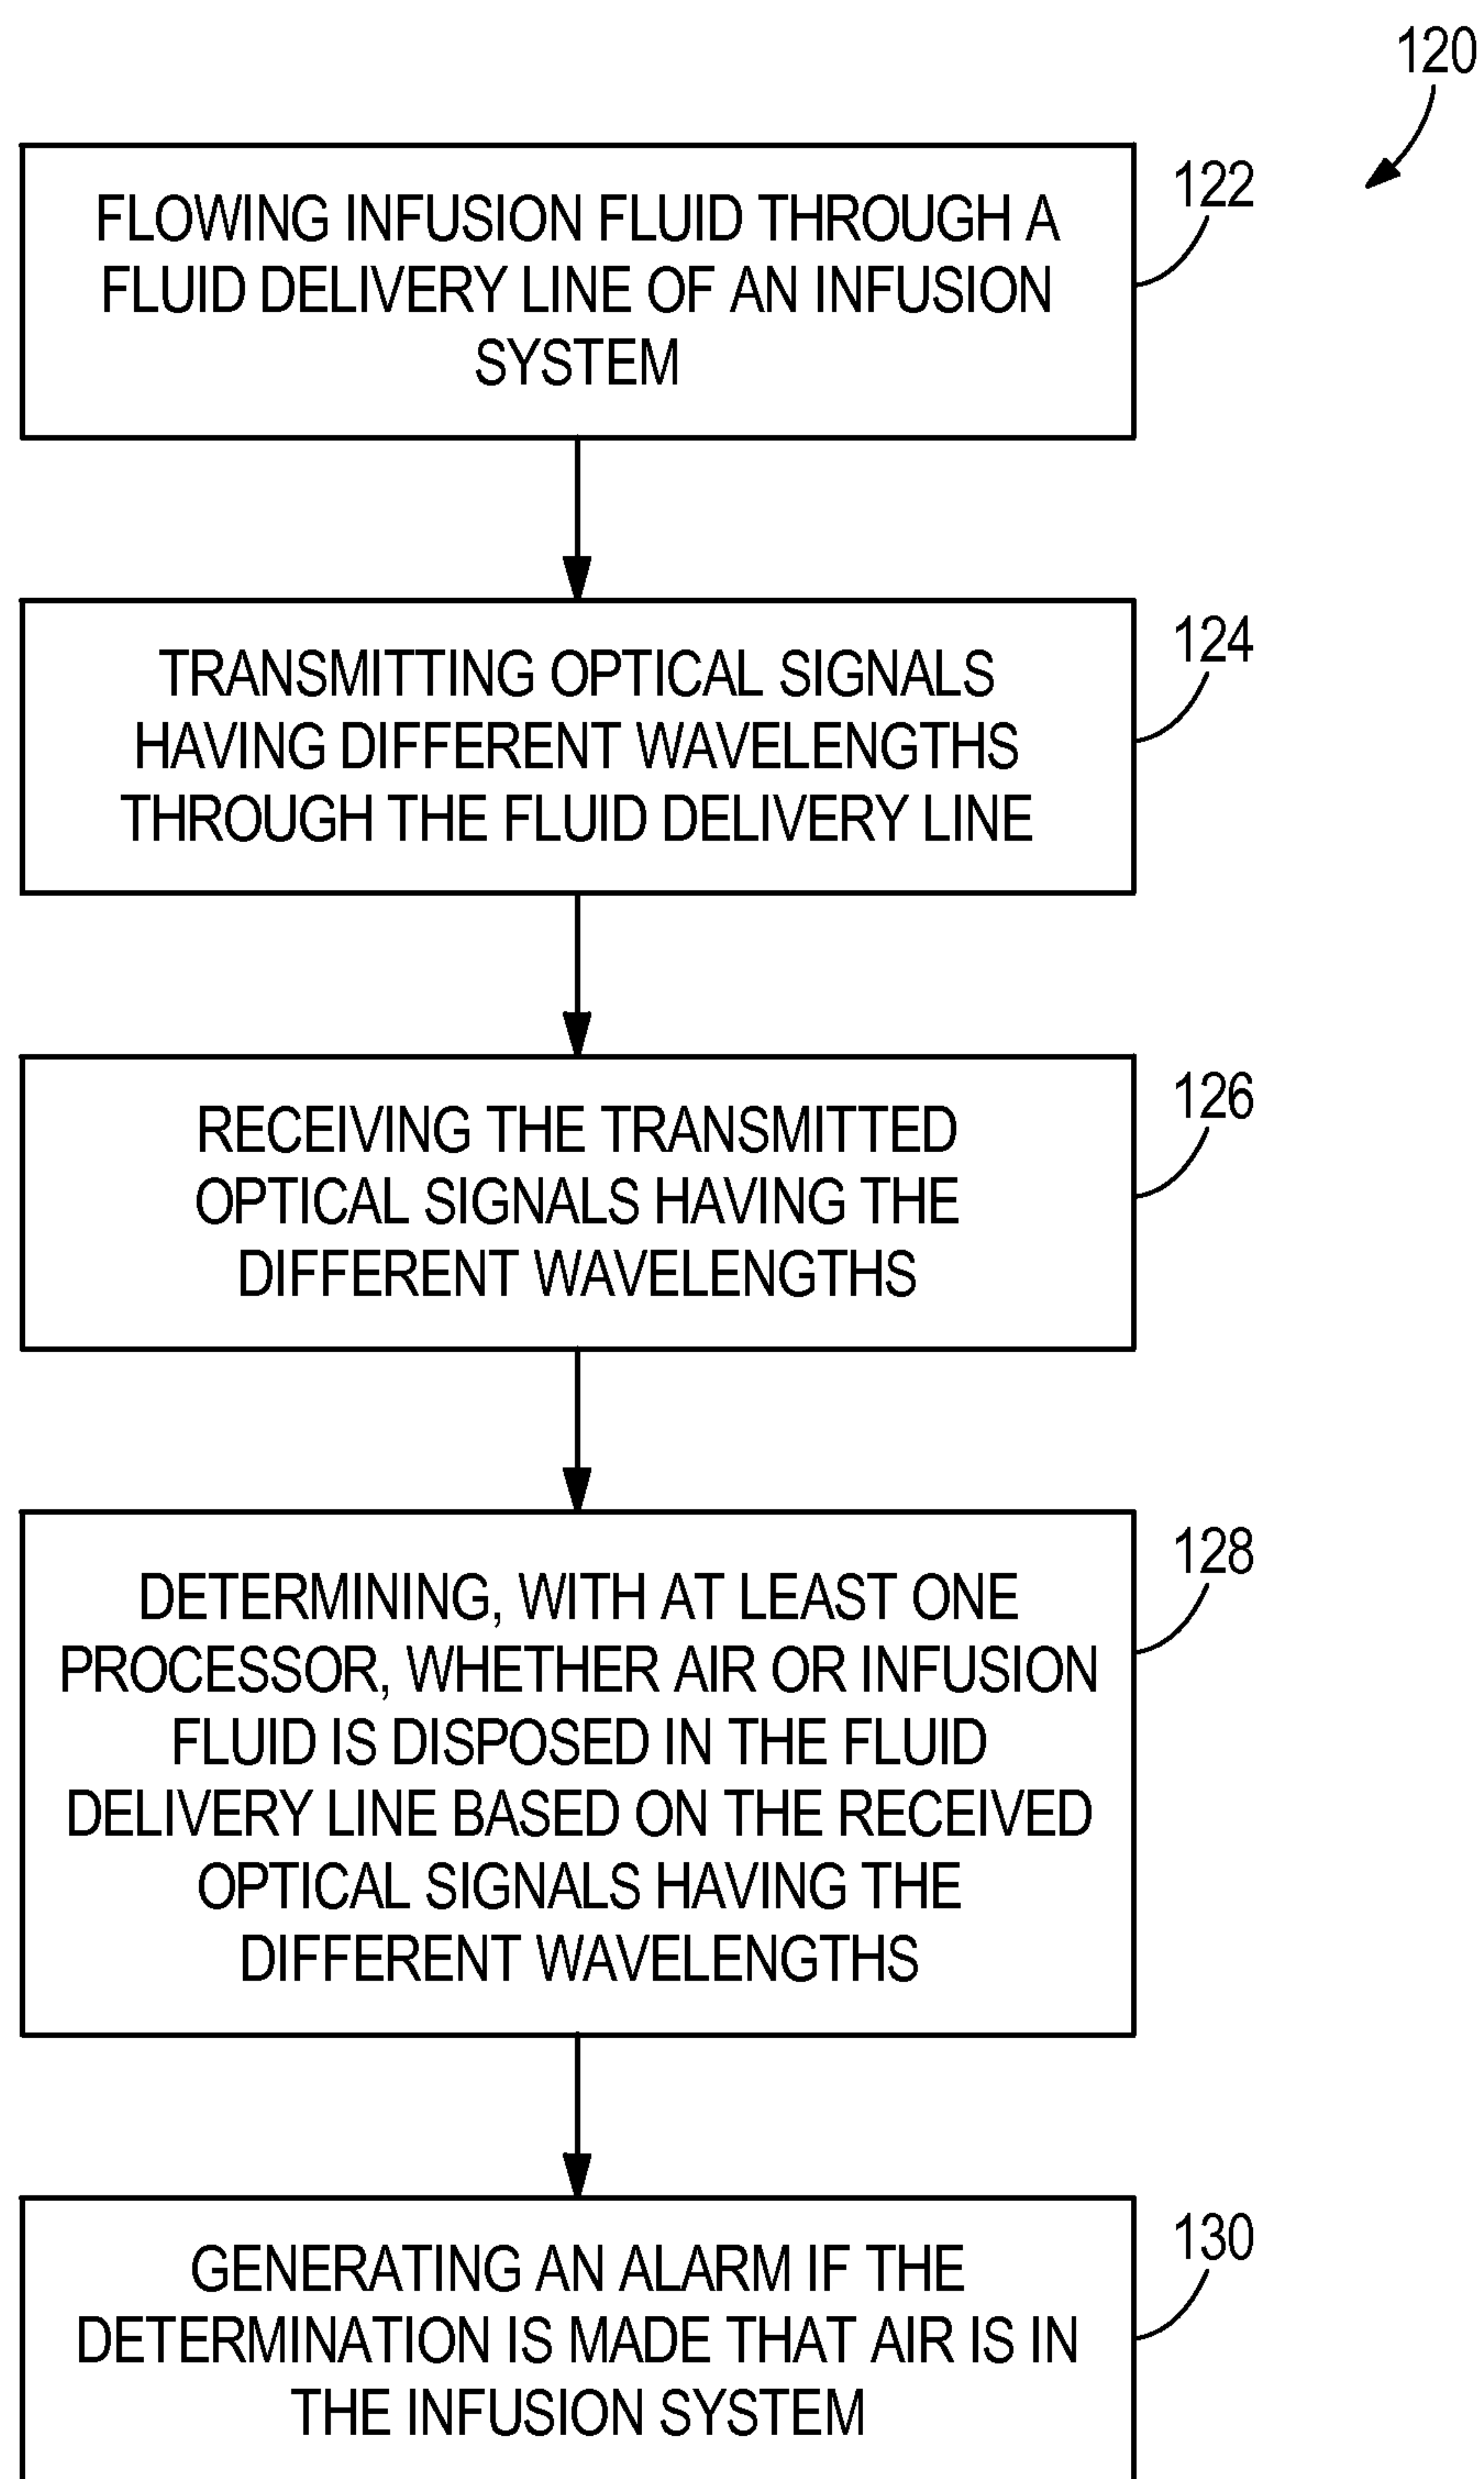 120
122
FLOWING INFUSION FLUID THROUGH A
FLUID DELIVERY LINE OF AN INFUSION
SYSTEM
124
TRANSMITTING OPTICAL SIGNALS
HAVING DIFFERENT WAVELENGTHS
THROUGH THE FLUID DELIVERY LINE
126
RECEIVING THE TRANSMITTED
OPTICAL SIGNALS HAVING THE
DIFFERENT WAVELENGTHS
128
DETERMINING, WITH AT LEAST ONE
PROCESSOR, WHETHER AIR OR INFUSION
FLUID IS DISPOSED IN THE FLUID
DELIVERY LINE BASED ON THE RECEIVED
OPTICAL SIGNALS HAVING THE
DIFFERENT WAVELENGTHS
130
GENERATING AN ALARM IF THE
DETERMINATION IS MADE THAT AIR IS IN
THE INFUSION SYSTEM